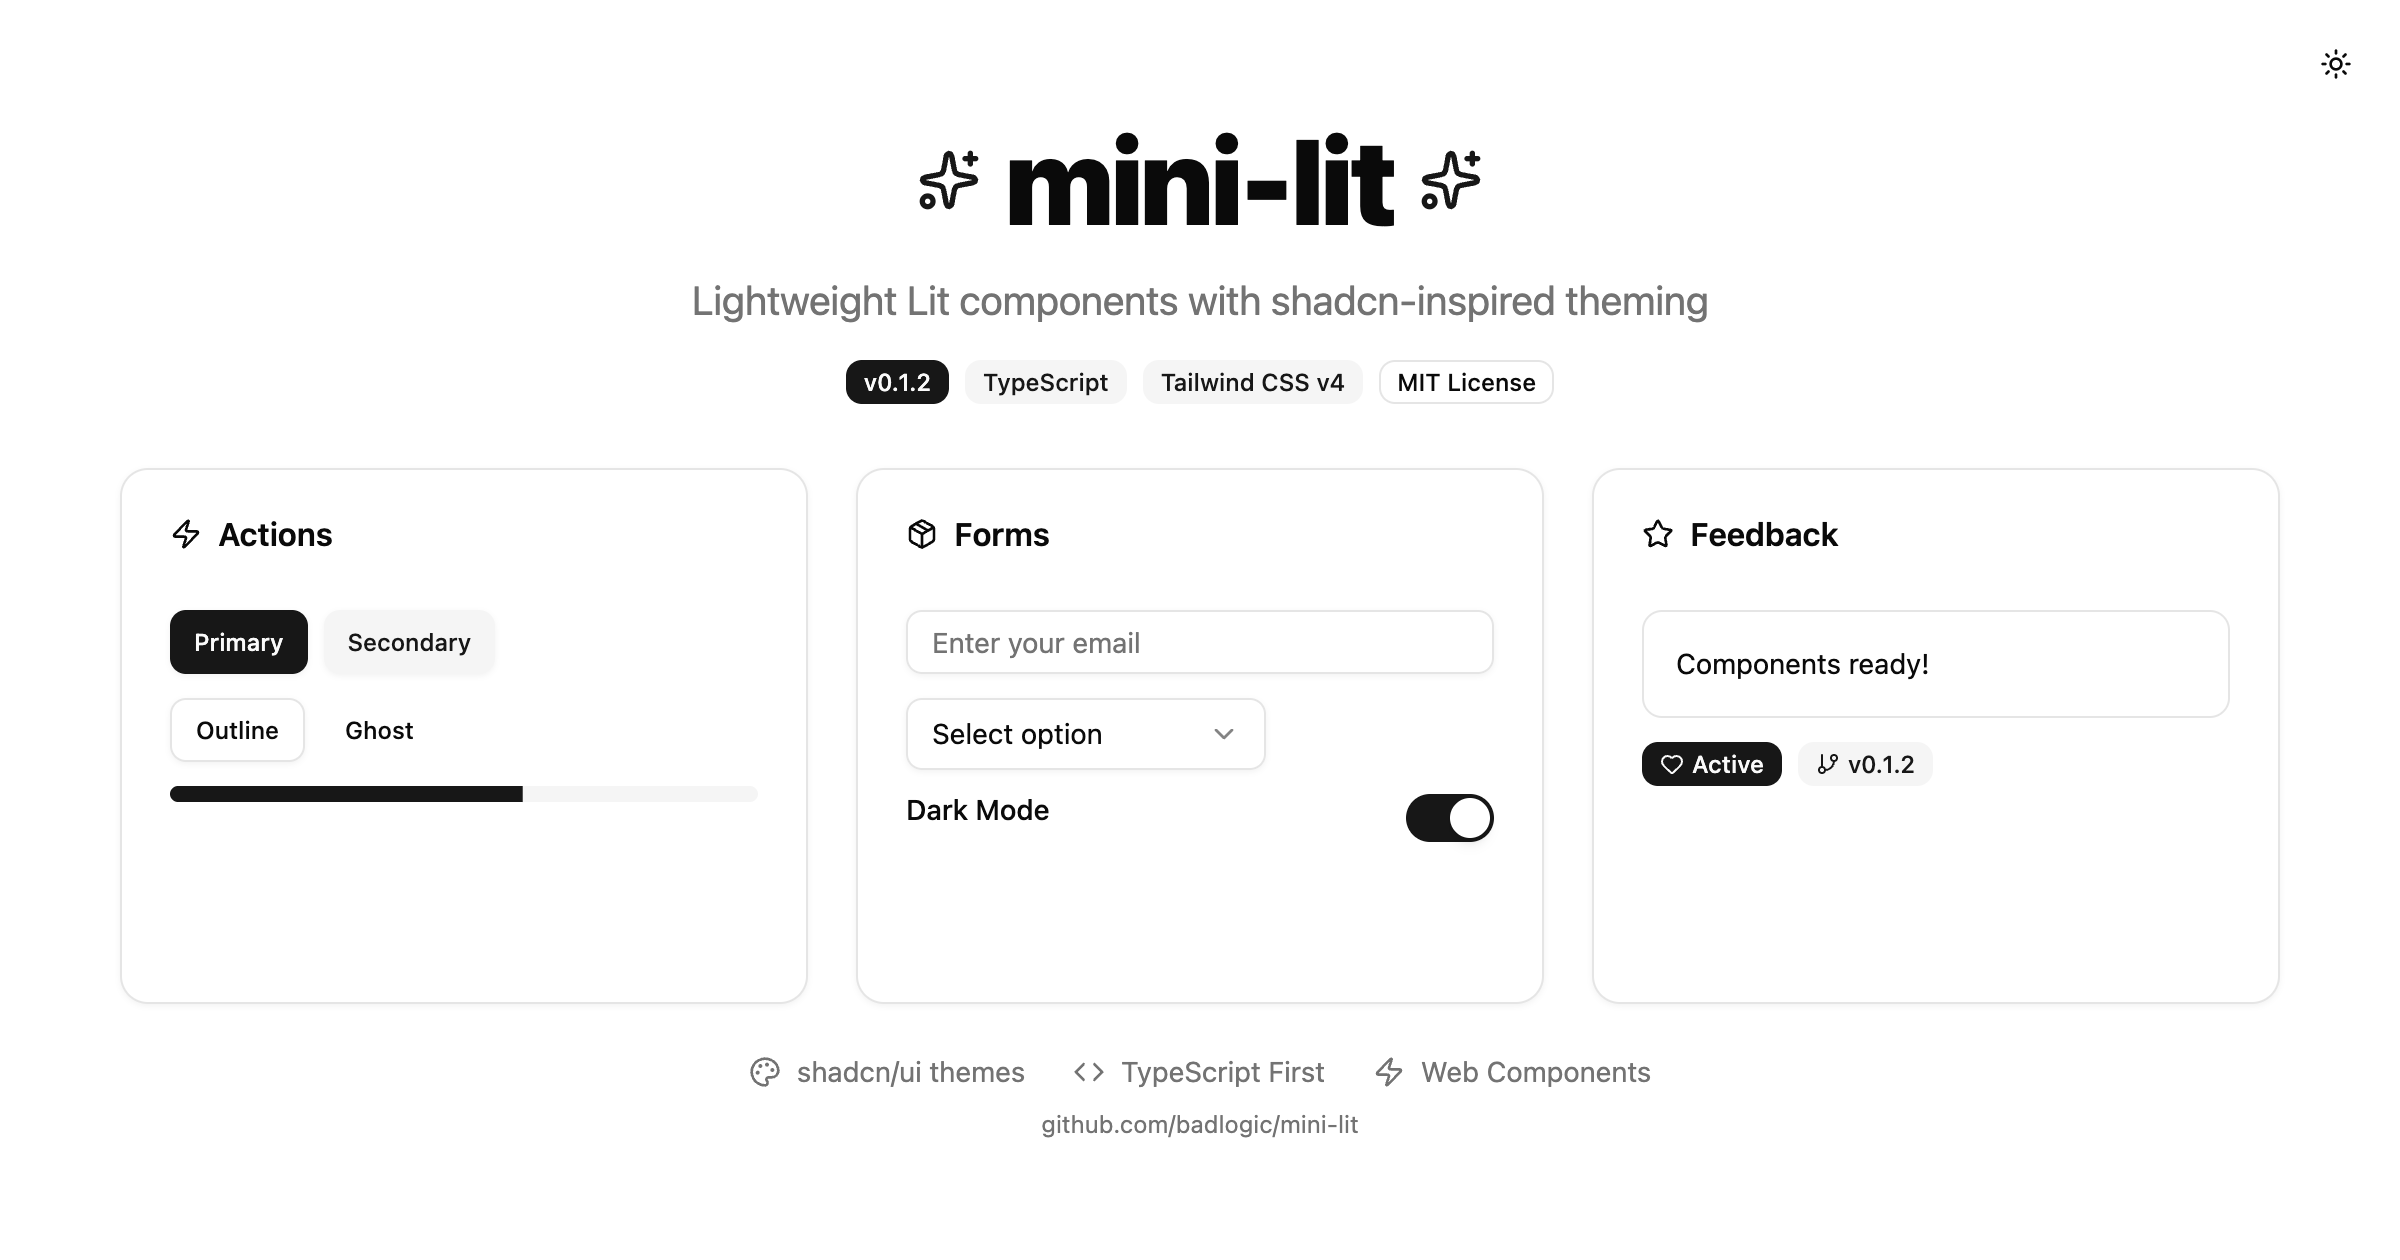 mini-lit
Lightweight Lit components with shadcn-inspired theming
v0.1.2 TypeScript Tailwind CSS v4 MIT License
Actions
Primary Secondary
Outline Ghost
Forms
Enter your email
Select option
Dark Mode
Feedback
Components ready!
Active v0.1.2
shadcn/ui themes TypeScript First Web Components
github.com/badlogic/mini-lit